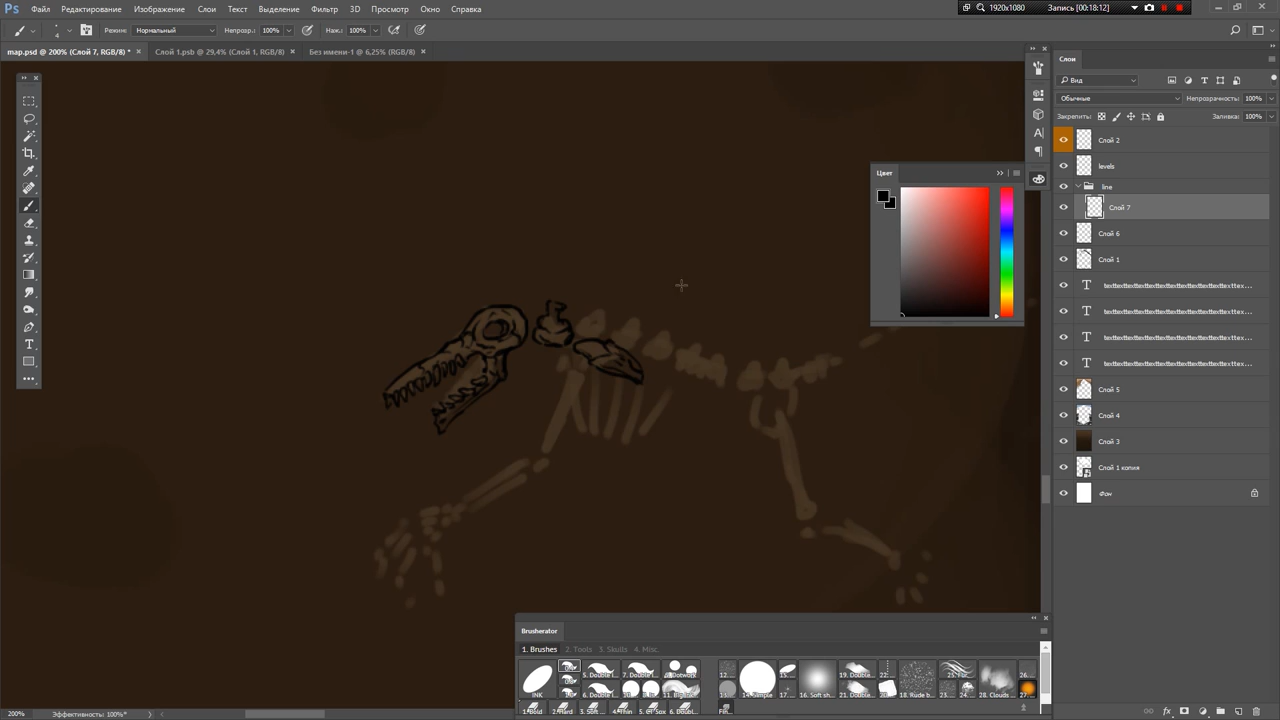 Ps Файл Редактирование Изображение Слои Текст Выделение Фильтр 3D Просмотр Окно Справка
1920x1080 Запись [00:18:12]
4 Режим: Нормальный Непрозр.: 100% Наж.: 100%
map.psd @ 200% (Слой 7, RGB/8) * × Слой 1.psb @ 29,4% (Слой 1, RGB/8) × Без имени-1 @ 6,25% (RGB/8) ×
Слои
Вид
Обычные Непрозрачность: 100%
Закрепить: Заливка: 100%
Слой 2
levels
line
Цвет
Слой 7
Слой 6
Слой 1
Слой 5
Слой 4
Слой 3
Слой 1 копия
Фон
Brusherator
1. Brushes 2. Tools 3. Skulls 4. Misc.
INK
14. Simple
16. Soft
28. Clouds
200% Эффективность: 100%*